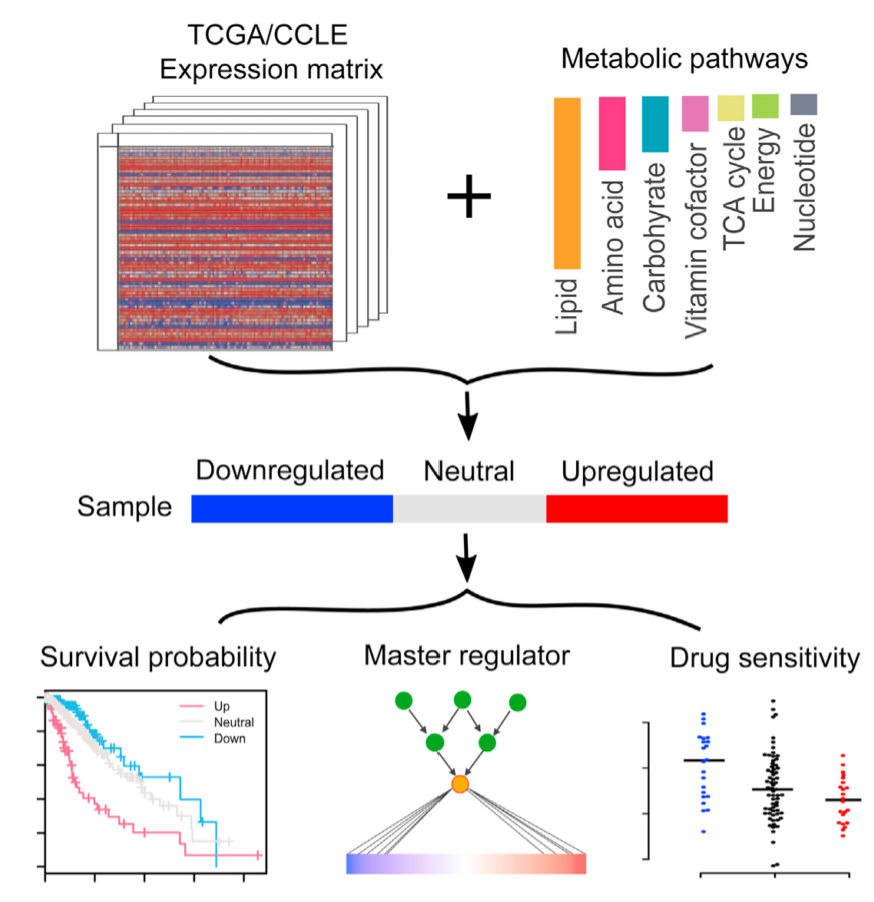 TCGA/CCLE
Expression matrix
Metabolic pathways
Lipid
Amino acid
Carbohyrate
Vitamin cofactor
TCA cycle
Energy
Nucleotide
+
Downregulated
Neutral
Upregulated
Sample
Survival probability
Master regulator
Drug sensitivity
Up
Neutral
Down